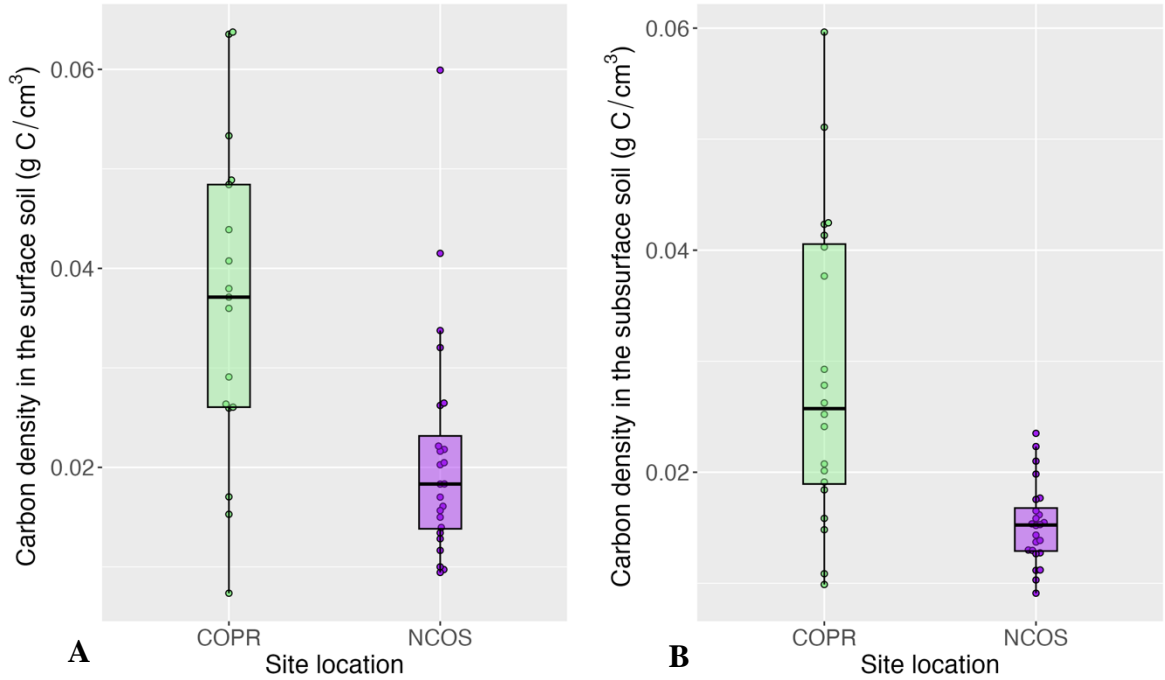 Carbon density in the surface soil (g C/cm³)
0.06
0.04
0.02
COPR
NCOS
Site location
A
Carbon density in the subsurface soil (g C/cm³)
0.06
0.04
0.02
COPR
NCOS
Site location
B